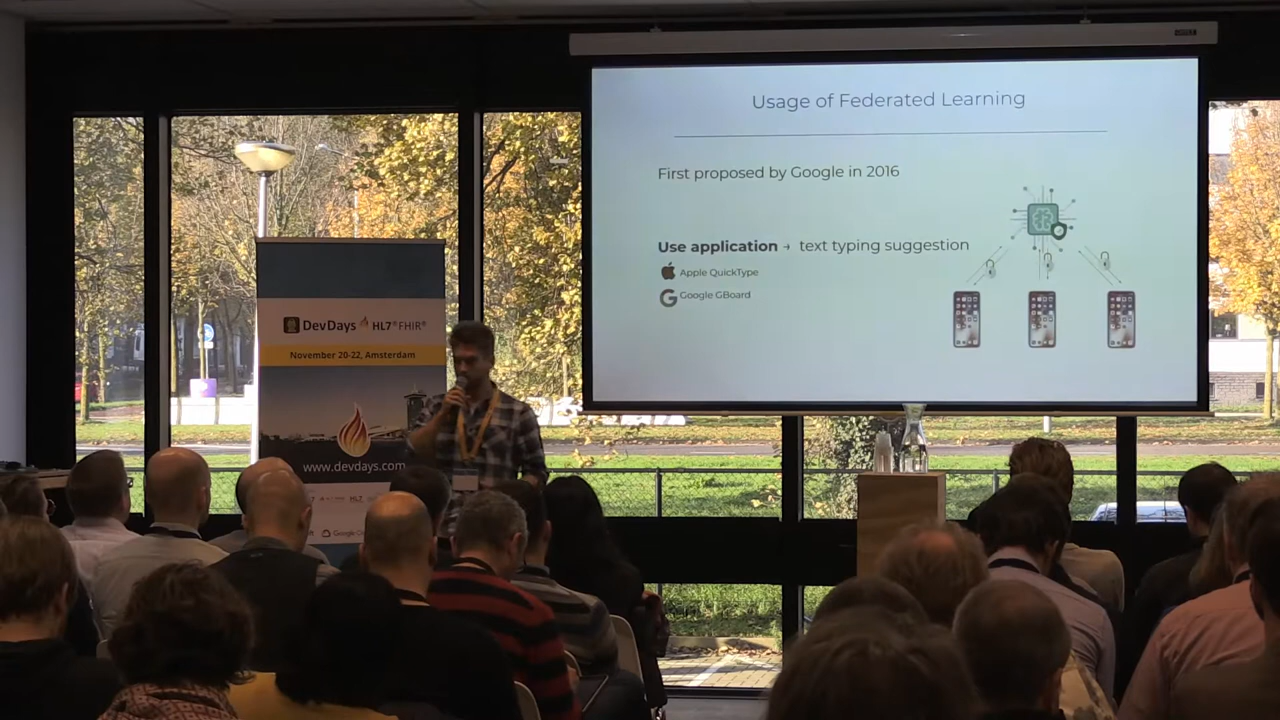 Usage of Federated Learning
First proposed by Google in 2016
Use application → text typing suggestion
Apple QuickType
Google GBoard
DevDays HL7® FHIR®
November 20-22, Amsterdam
www.devdays.com
HL7